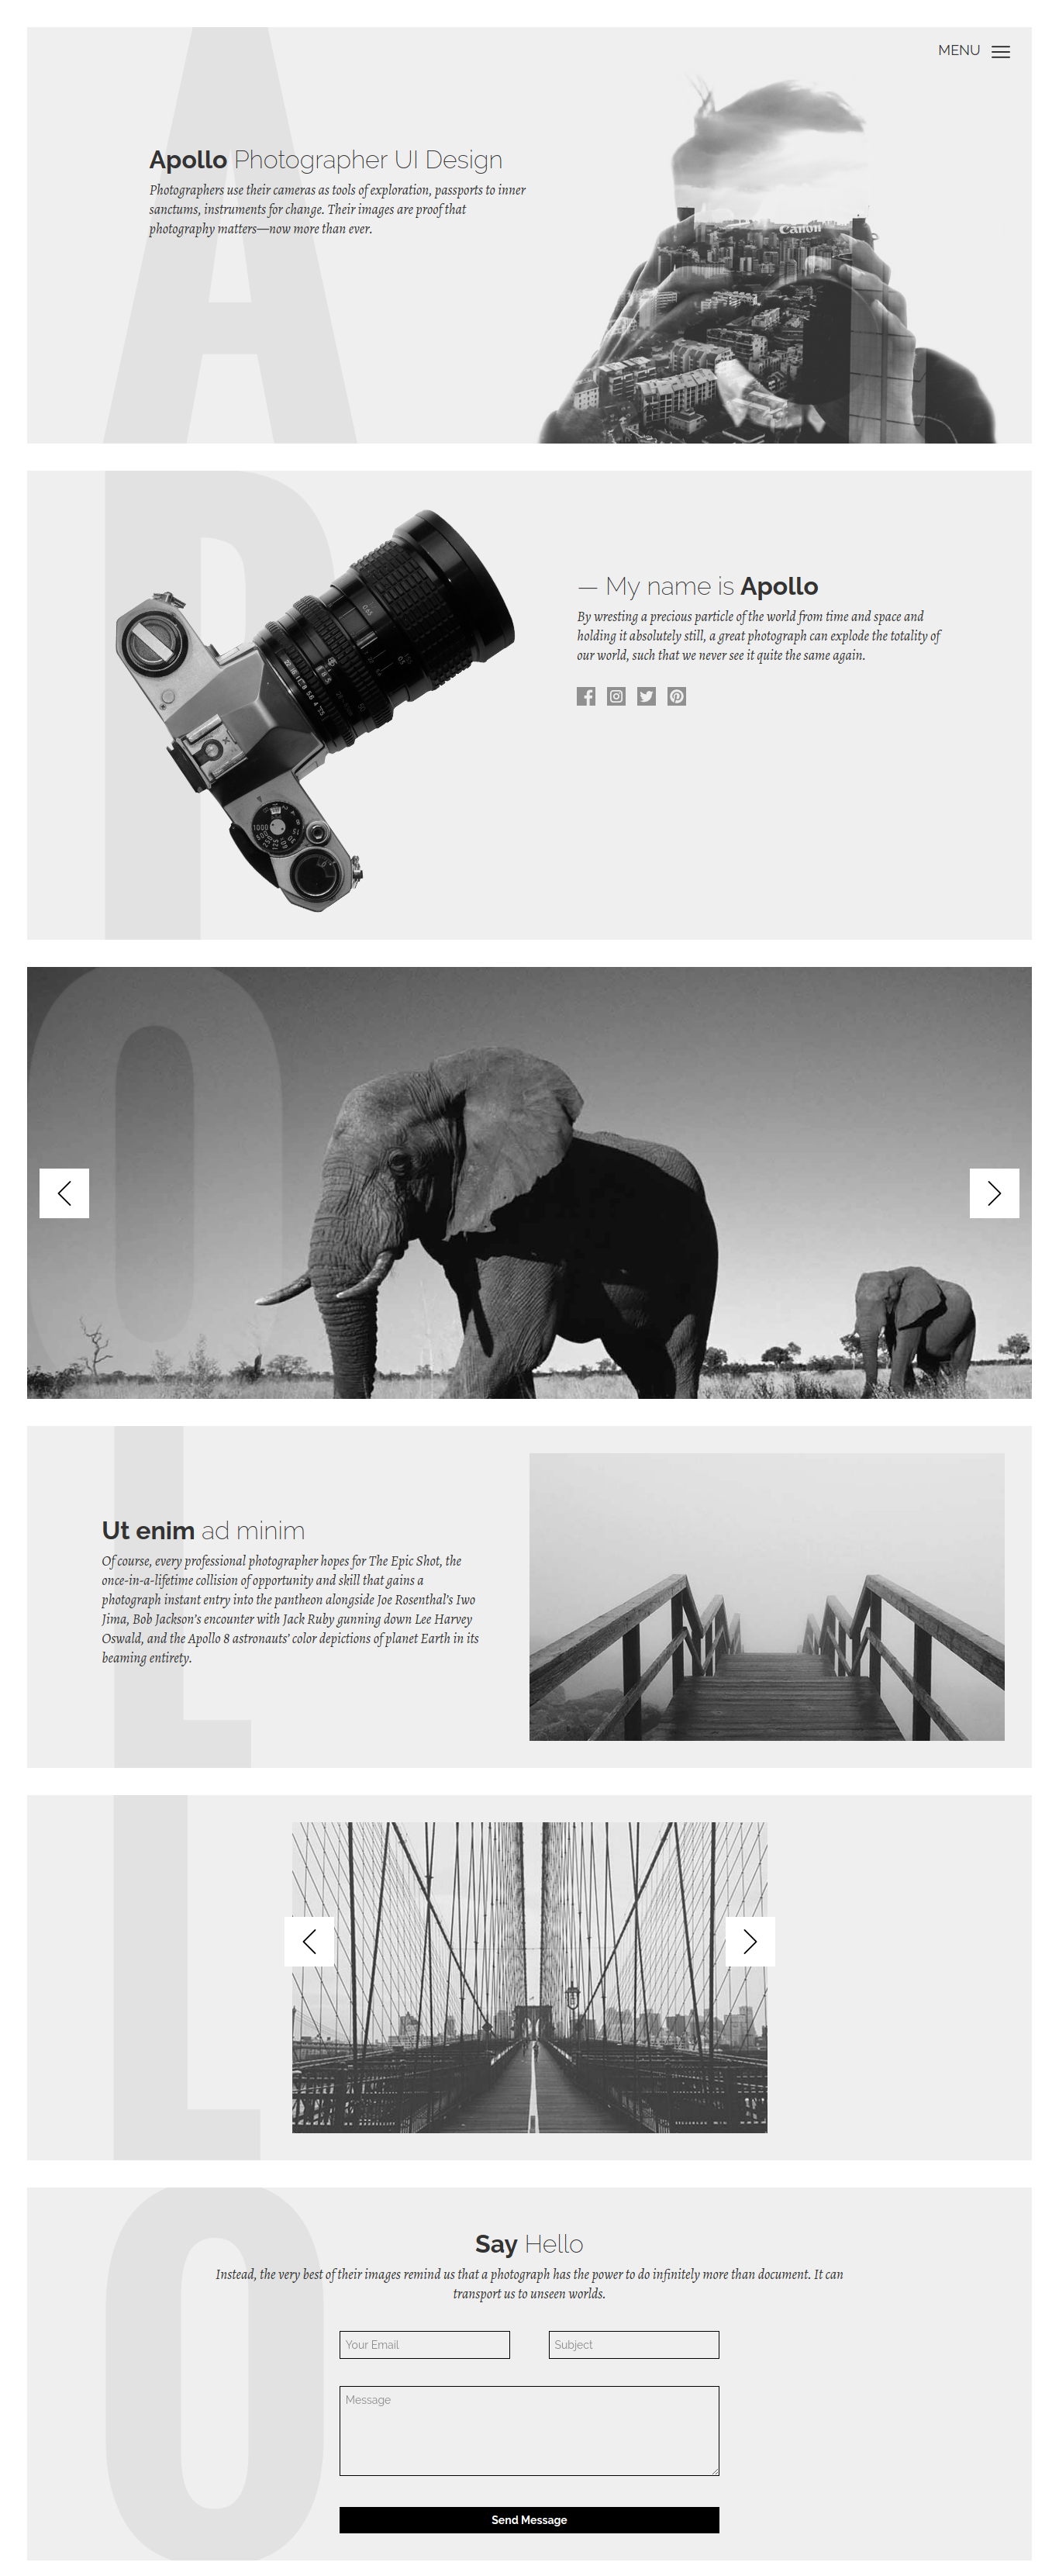 MENU
A
Apollo Photographer UI Design
Photographers use their cameras as tools of exploration, passports to inner
sanctums, instruments for change. Their images are proof that
photography matters—now more than ever.
Canon
P
— My name is Apollo
By wresting a precious particle of the world from time and space and
holding it absolutely still, a great photograph can explode the totality of
our world, such that we never see it quite the same again.
1000
O
L
Ut enim ad minim
Of course, every professional photographer hopes for The Epic Shot, the
once-in-a-lifetime collision of opportunity and skill that gains a
photograph instant entry into the pantheon alongside Joe Rosenthal's Iwo
Jima, Bob Jackson's encounter with Jack Ruby gunning down Lee Harvey
Oswald, and the Apollo 8 astronauts' color depictions of planet Earth in its
beaming entirety.
L
O
Say Hello
Instead, the very best of their images remind us that a photograph has the power to do infinitely more than document. It can
transport us to unseen worlds.
Your Email
Subject
Message
Send Message